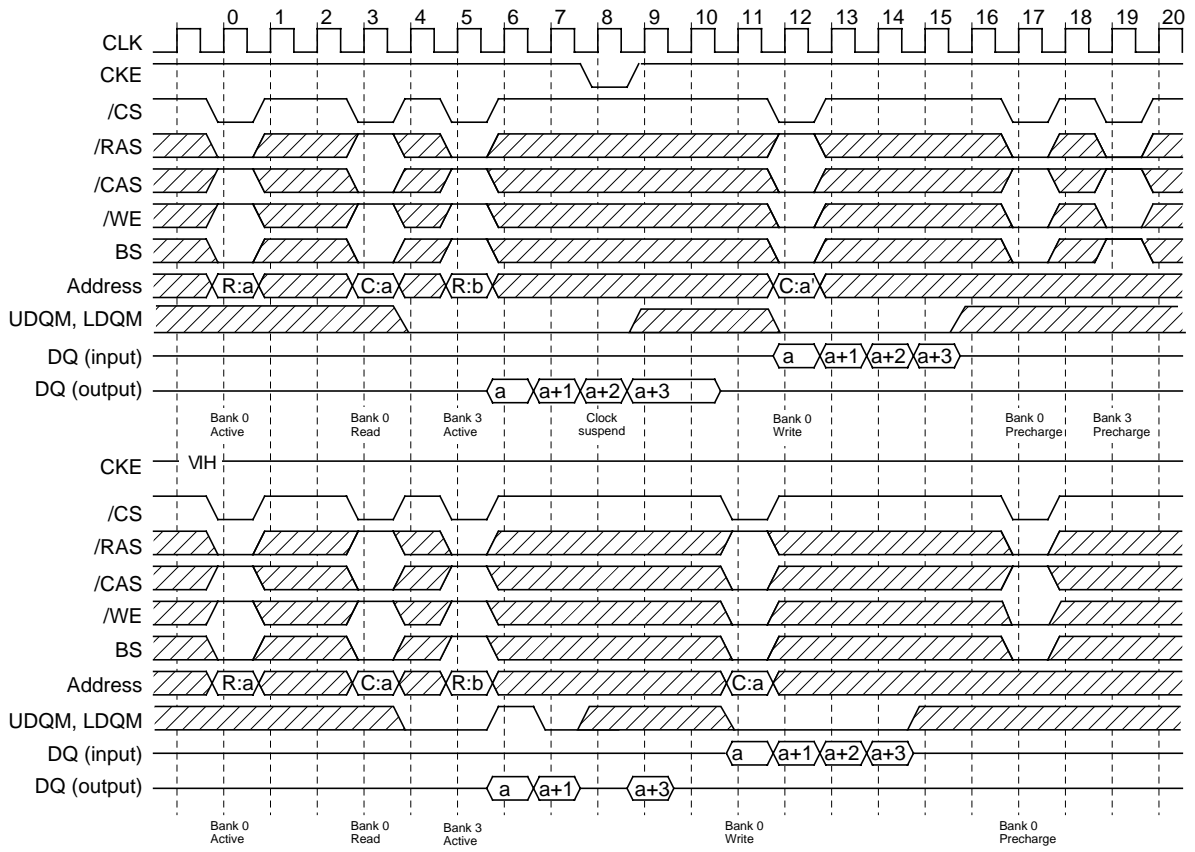 0 1 2 3 4 5 6 7 8 9 10 11 12 13 14 15 16 17 18 19 20
CLK
CKE
/CS
/RAS
/CAS
/WE
BS
Address R:a C:a R:b C:a'
UDQM, LDQM
DQ (input) a a+1 a+2 a+3
DQ (output) a a+1 a+2 a+3
Bank 0 Bank 0 Bank 3 Clock Bank 0 Bank 0 Bank 3
Active Read Active suspend Write Precharge Precharge
CKE VIH
/CS
/RAS
/CAS
/WE
BS
Address R:a C:a R:b C:a
UDQM, LDQM
DQ (input) a a+1 a+2 a+3
DQ (output) a a+1 a+3
Bank 0 Bank 0 Bank 3 Bank 0 Bank 0
Active Read Active Write Precharge